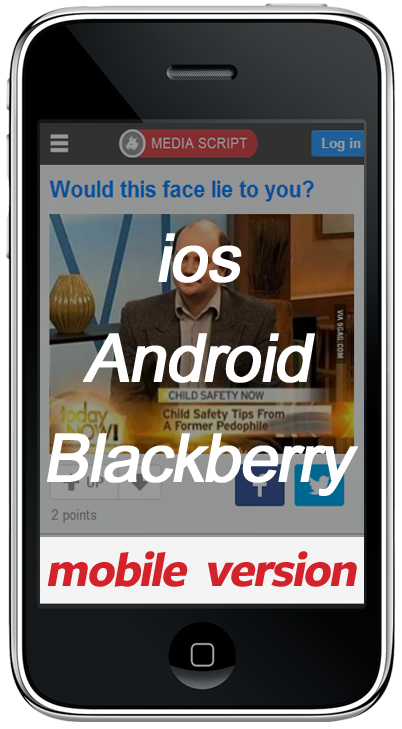 MEDIA SCRIPT
Log in
Would this face lie to you?
ios
VIA 9GAG.COM
Android
CHILD SAFETY NOW
Child Safety Tips From
A Former Pedophile
today
NOW!
Blackberry
UP
2 points
mobile version